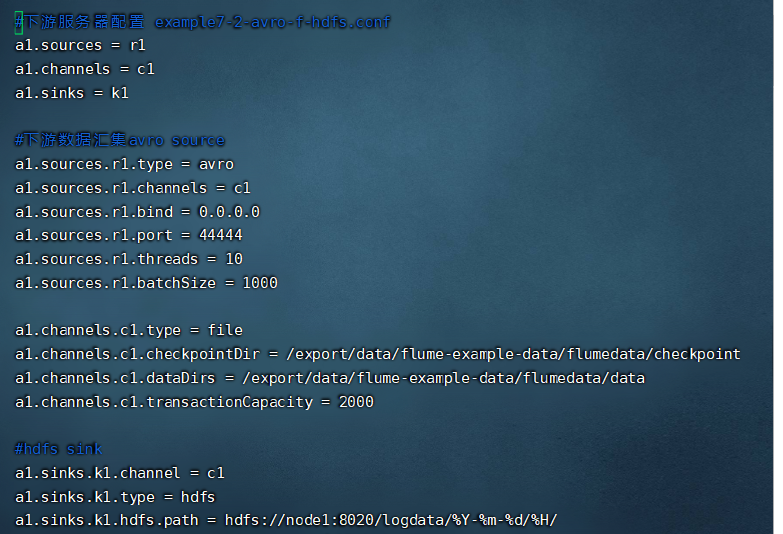 #下游服务器配置 example7-2-avro-f-hdfs.conf
a1.sources = r1
a1.channels = c1
a1.sinks = k1
#下游数据汇集avro source
a1.sources.r1.type = avro
a1.sources.r1.channels = c1
a1.sources.r1.bind = 0.0.0.0
a1.sources.r1.port = 44444
a1.sources.r1.threads = 10
a1.sources.r1.batchSize = 1000
a1.channels.c1.type = file
a1.channels.c1.checkpointDir = /export/data/flume-example-data/flumedata/checkpoint
a1.channels.c1.dataDirs = /export/data/flume-example-data/flumedata/data
a1.channels.c1.transactionCapacity = 2000
#hdfs sink
a1.sinks.k1.channel = c1
a1.sinks.k1.type = hdfs
a1.sinks.k1.hdfs.path = hdfs://node1:8020/logdata/%Y-%m-%d/%H/